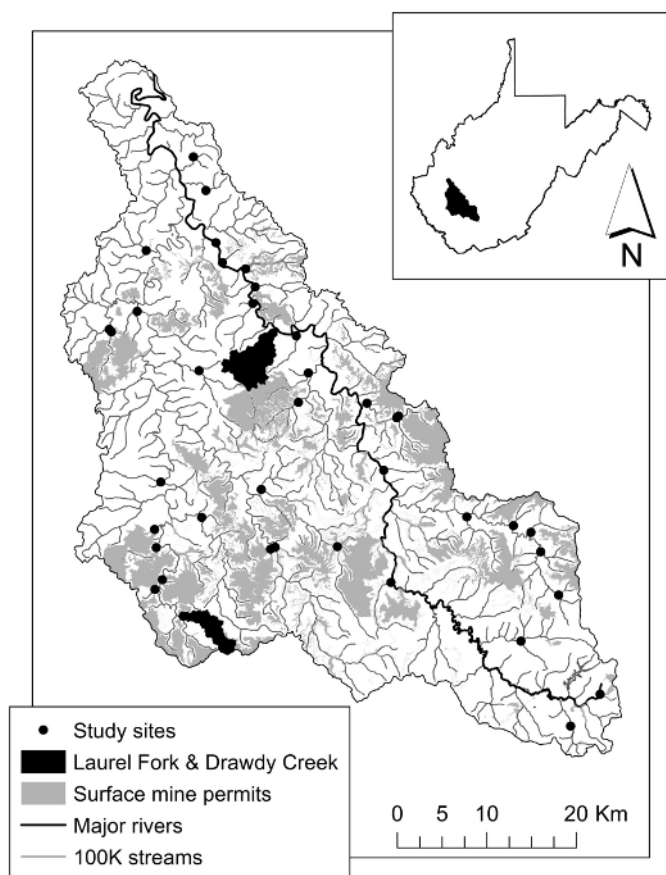 N
Study sites
Laurel Fork & Drawdy Creek
Surface mine permits
Major rivers
100K streams
0 5 10 20 Km